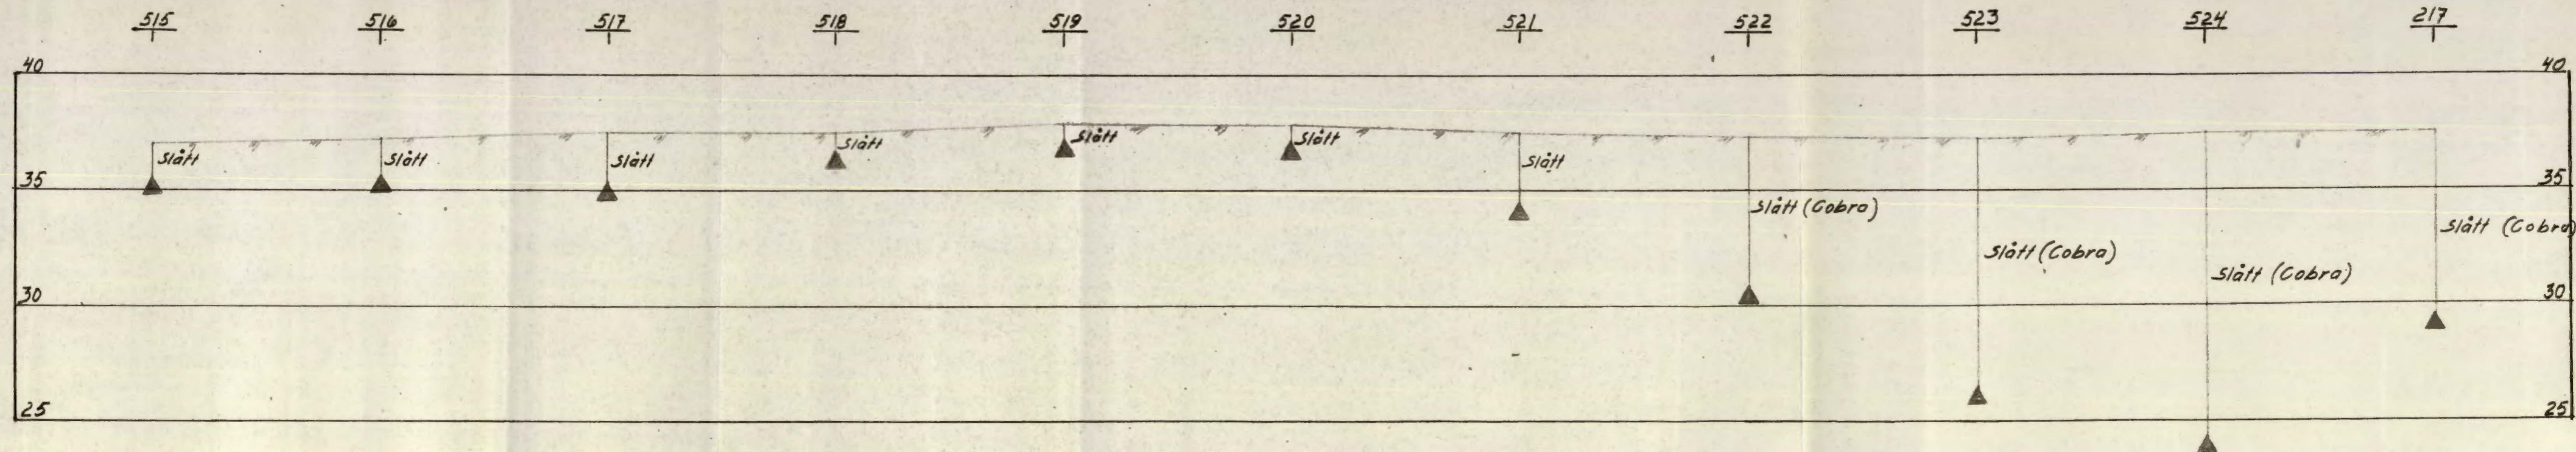 515 516 517 518 519 520 521 522 523 524 217
40 40
Slått Slått Slått Slått Slått Slått Slått
35 35
Slått (Cobra) Slått (Cobra)
Slått (Cobra) Slått (Cobra)
30 30
25 25